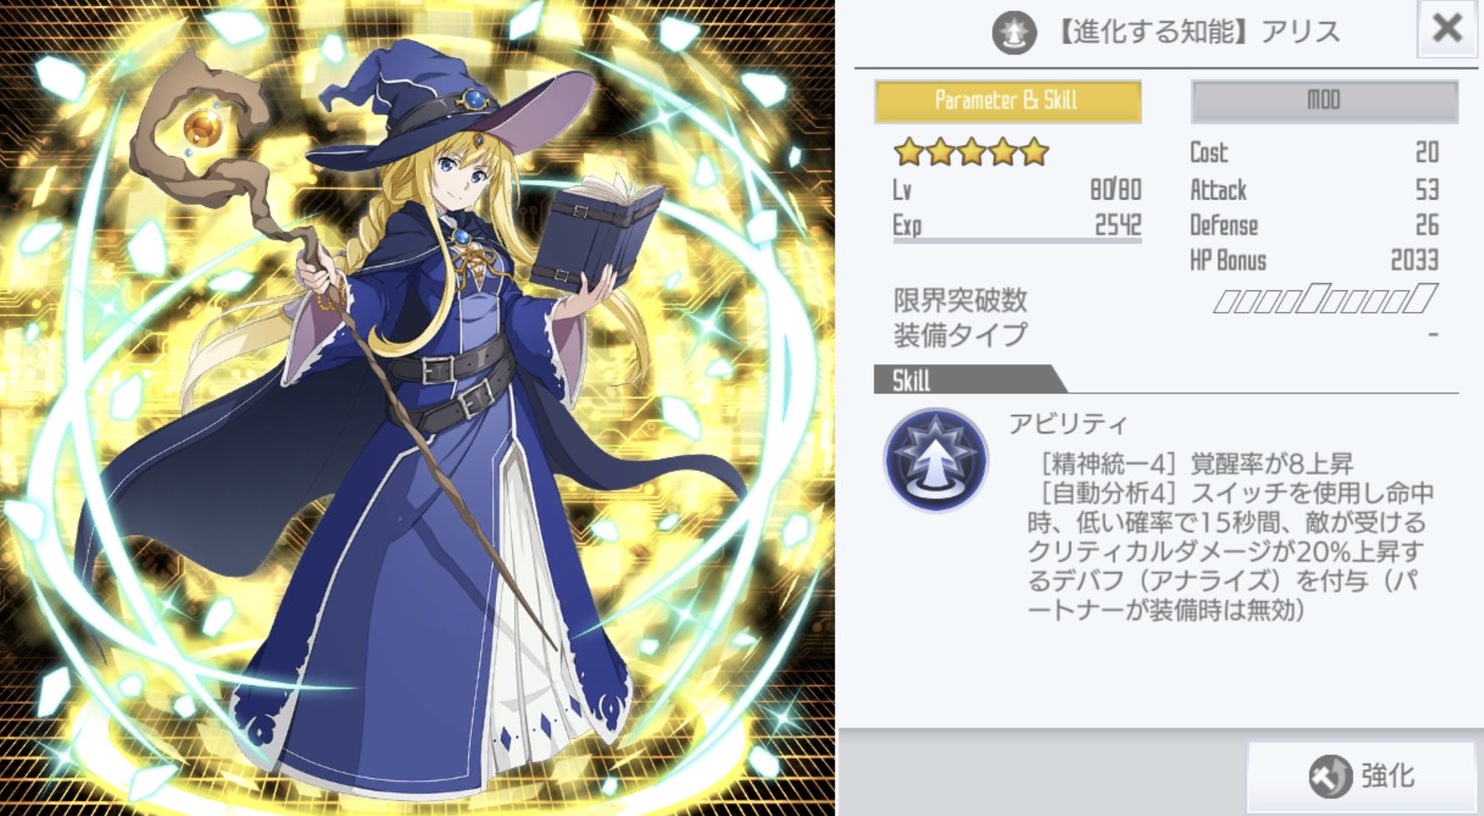 【進化する知能】アリス
Parameter & Skill
MOD
Cost 20
Lv 80/80
Attack 53
Exp 2542
Defense 26
HP Bonus 2033
限界突破数
装備タイプ -
Skill
アビリティ
［精神統一4］覚醒率が8上昇
［自動分析4］スイッチを使用し命中
時、低い確率で15秒間、敵が受ける
クリティカルダメージが20%上昇す
るデバフ（アナライズ）を付与（パ
ートナーが装備時は無効）
強化